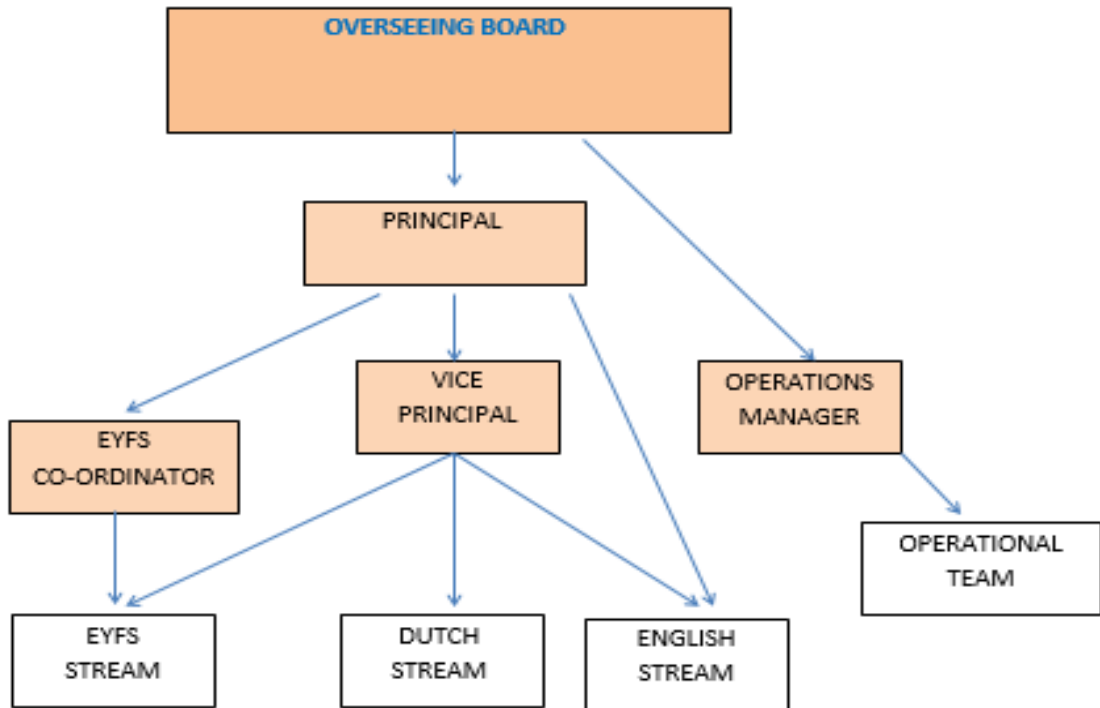 OVERSEEING BOARD
PRINCIPAL
VICE
PRINCIPAL
OPERATIONS
MANAGER
EYFS
CO-ORDINATOR
OPERATIONAL
TEAM
EYFS
STREAM
DUTCH
STREAM
ENGLISH
STREAM